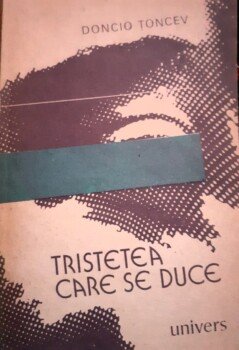 DONCIO TONCEV
TRISTEȚEA
CARE SE DUCE
univers